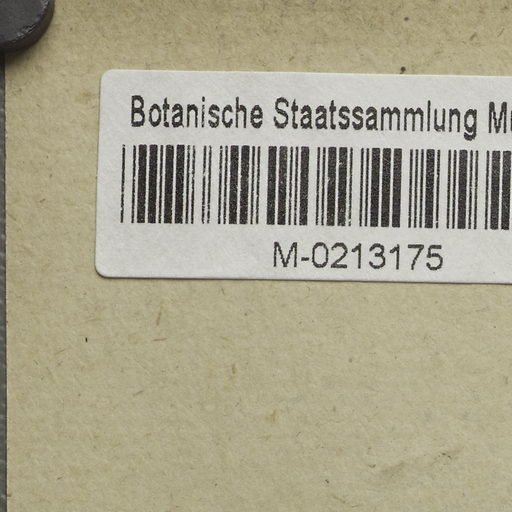 Botanische Staatssammlung
M-0213175